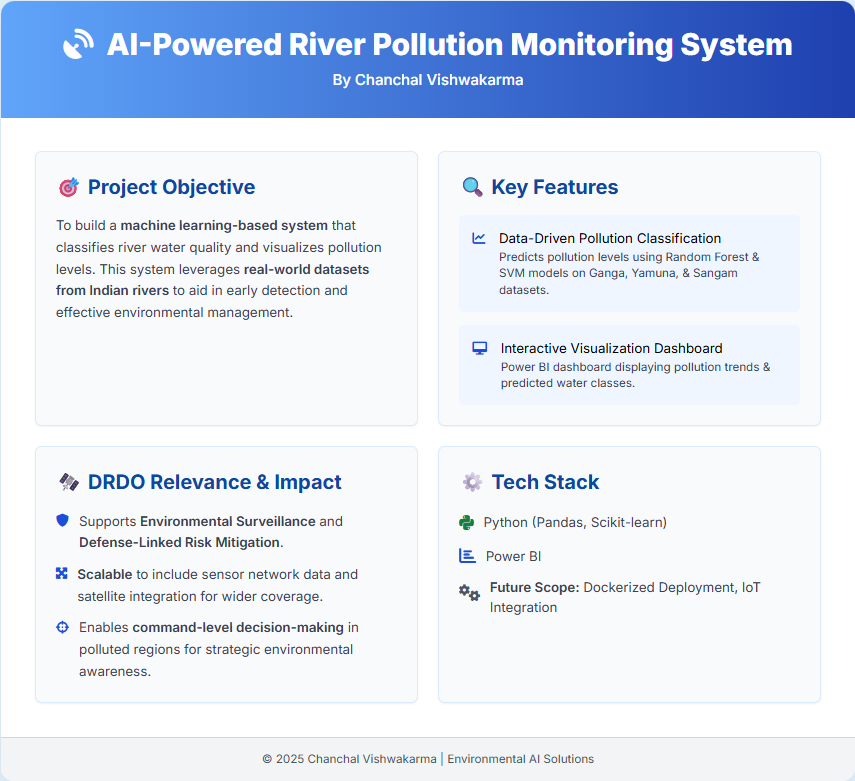 AI-Powered River Pollution Monitoring System
By Chanchal Vishwakarma
Project Objective
To build a machine learning-based system that
classifies river water quality and visualizes pollution
levels. This system leverages real-world datasets
from Indian rivers to aid in early detection and
effective environmental management.
Key Features
Data-Driven Pollution Classification
Predicts pollution levels using Random Forest &
SVM models on Ganga, Yamuna, & Sangam
datasets.
Interactive Visualization Dashboard
Power BI dashboard displaying pollution trends &
predicted water classes.
DRDO Relevance & Impact
Supports Environmental Surveillance and
Defense-Linked Risk Mitigation.
Scalable to include sensor network data and
satellite integration for wider coverage.
Enables command-level decision-making in
polluted regions for strategic environmental
awareness.
Tech Stack
Python (Pandas, Scikit-learn)
Power BI
Future Scope: Dockerized Deployment, IoT
Integration
© 2025 Chanchal Vishwakarma | Environmental AI Solutions